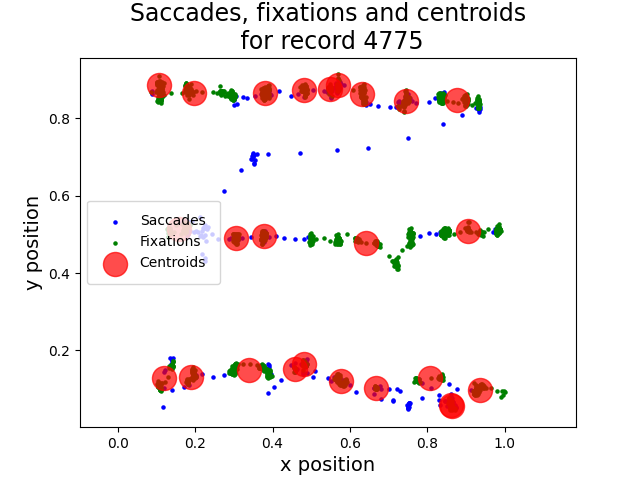 Saccades, fixations and centroids
for record 4775
y position
0.8
0.6
0.4
0.2
Saccades
Fixations
Centroids
0.0 0.2 0.4 0.6 0.8 1.0
x position